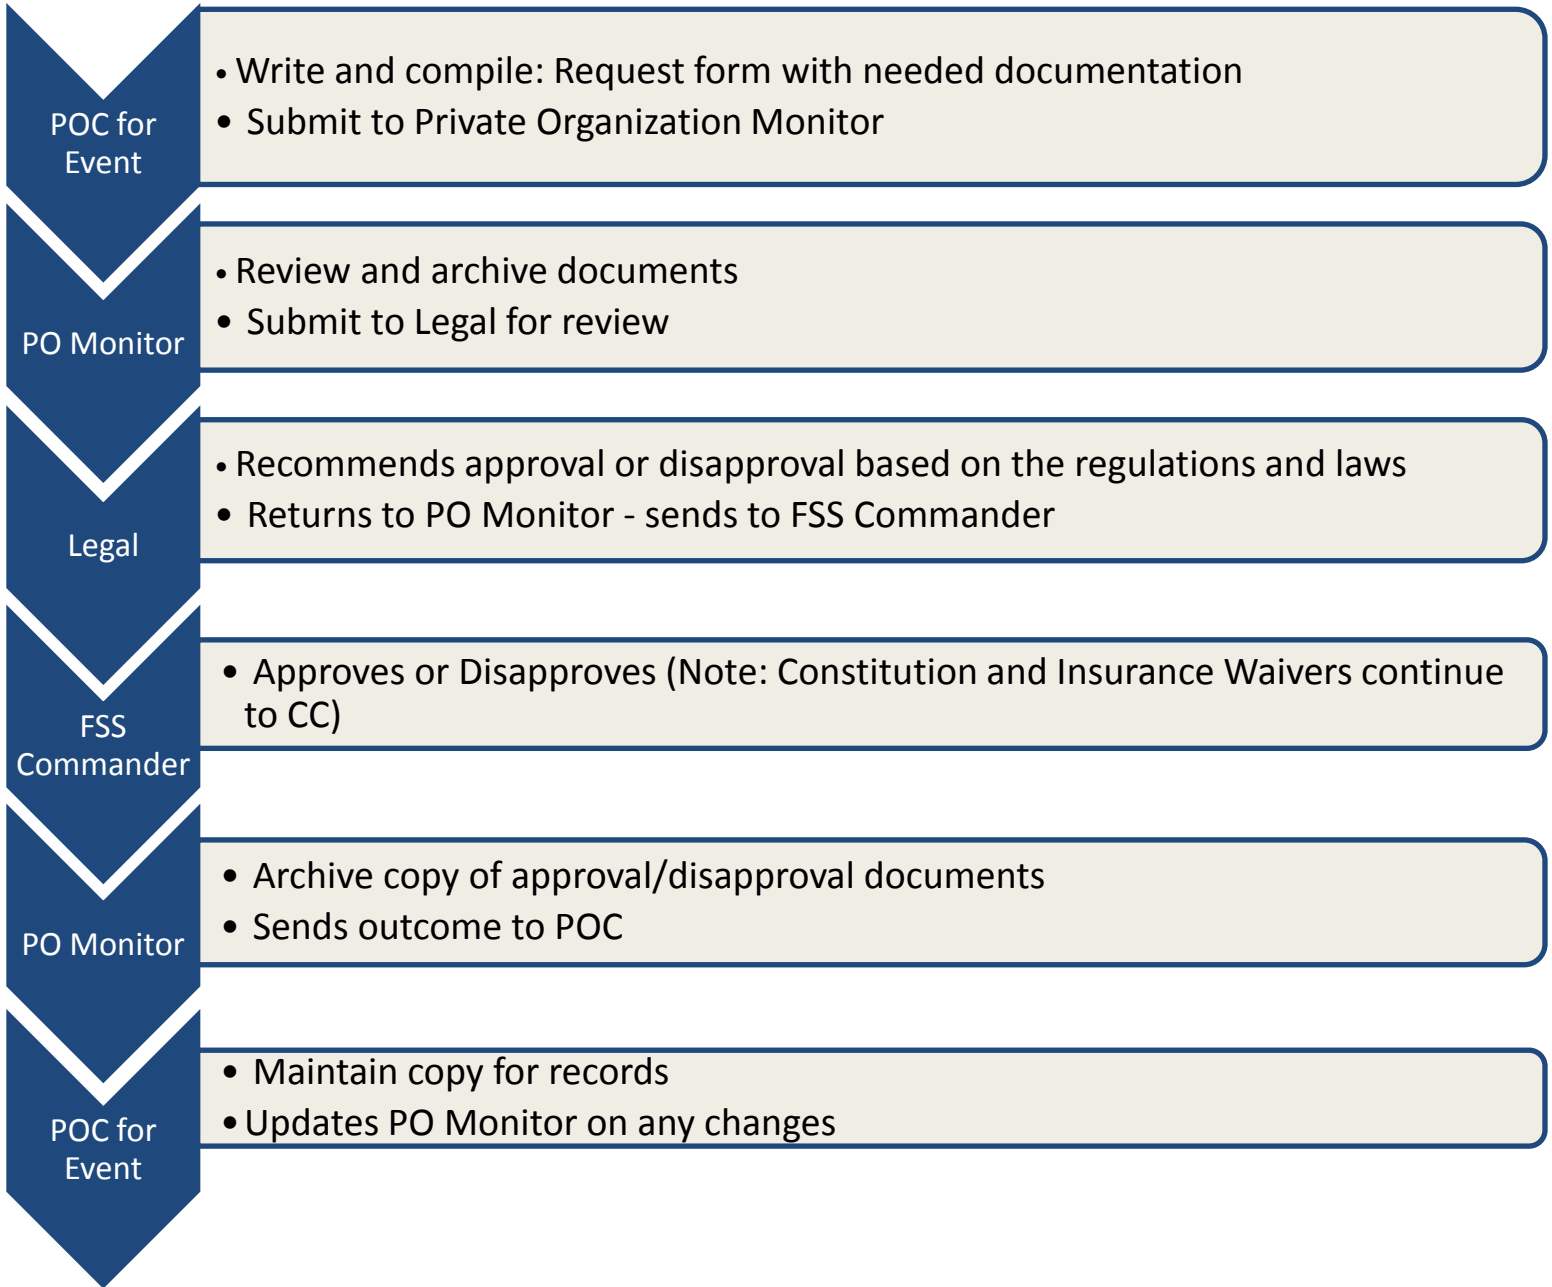 POC for
Event
• Write and compile: Request form with needed documentation
• Submit to Private Organization Monitor
PO Monitor
• Review and archive documents
• Submit to Legal for review
Legal
• Recommends approval or disapproval based on the regulations and laws
• Returns to PO Monitor - sends to FSS Commander
FSS
Commander
• Approves or Disapproves (Note: Constitution and Insurance Waivers continue
to CC)
PO Monitor
• Archive copy of approval/disapproval documents
• Sends outcome to POC
POC for
Event
• Maintain copy for records
• Updates PO Monitor on any changes